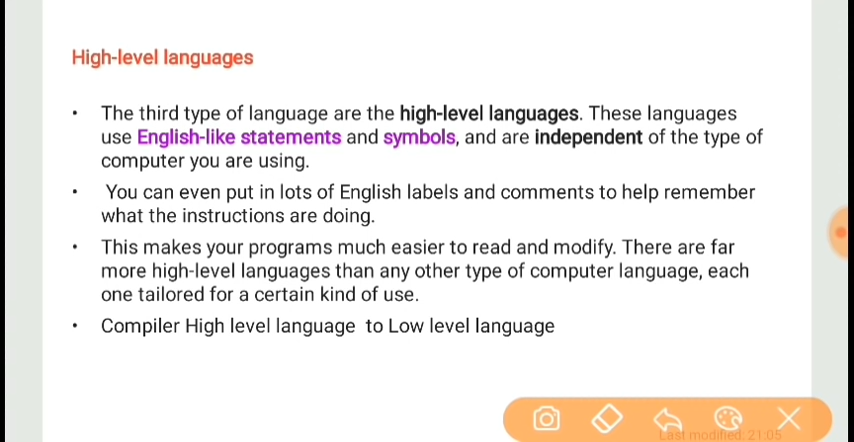 High-level languages
• The third type of language are the high-level languages. These languages
use English-like statements and symbols, and are independent of the type of
computer you are using.
• You can even put in lots of English labels and comments to help remember
what the instructions are doing.
• This makes your programs much easier to read and modify. There are far
more high-level languages than any other type of computer language, each
one tailored for a certain kind of use.
• Compiler High level language to Low level language
Last modified: 21:05